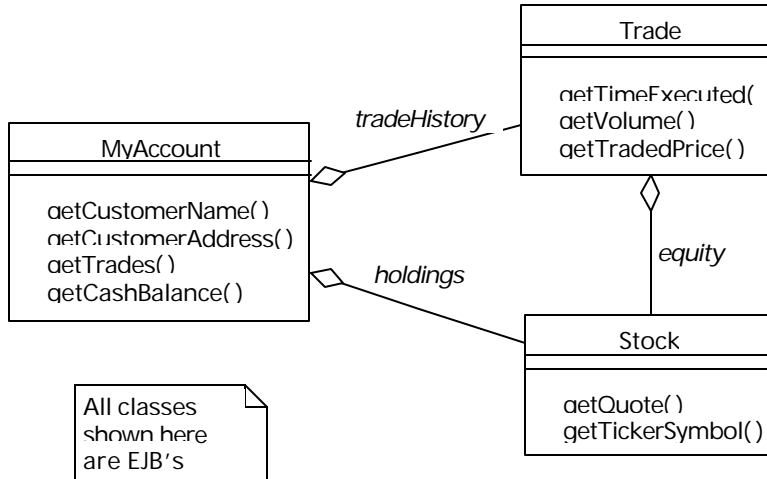 Trade
getTimeExecuted(
getVolume()
getTradedPrice()
tradeHistory
MyAccount
getCustomerName()
getCustomerAddress()
getTrades()
getCashBalance()
holdings
equity
Stock
getQuote()
getTickerSymbol()
All classes
shown here
are EJB's